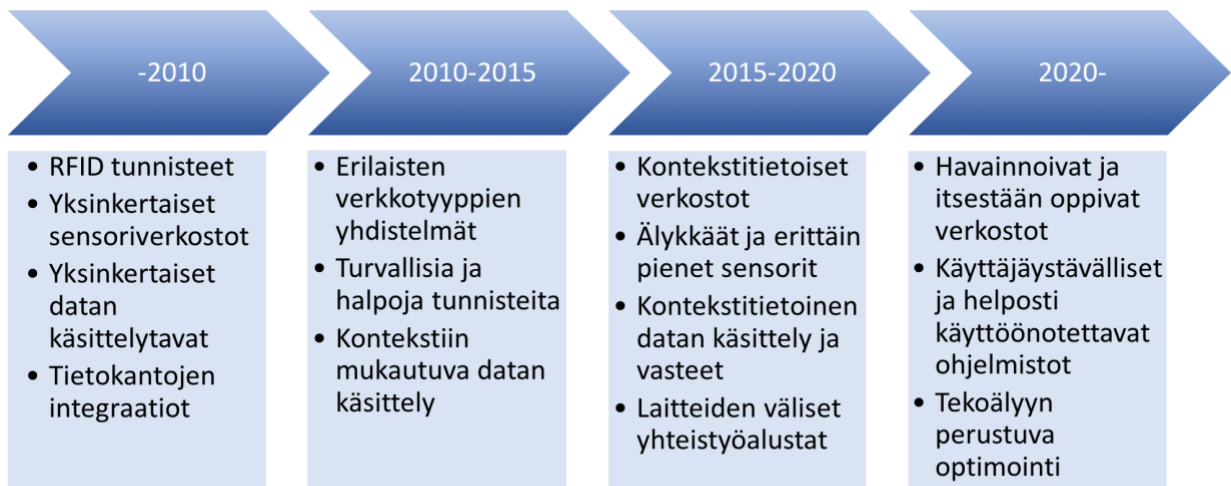 -2010
• RFID tunnisteet
• Yksinkertaiset
sensoriverkostot
• Yksinkertaiset
datan
käsittelytavat
• Tietokantojen
integraatiot
2010-2015
• Erilaisten
verkkotyyppien
yhdistelmät
• Turvallisia ja
halpoja tunnisteita
• Kontekstiin
mukautuva datan
käsittely
2015-2020
• Kontekstitietoiset
verkostot
• Älykkäät ja erittäin
pienet sensorit
• Kontekstitietoinen
datan käsittely ja
vasteet
• Laitteiden väliset
yhteistyöalustat
2020-
• Havainnoivat ja
itsestään oppivat
verkostot
• Käyttäjäystävälliset
ja helposti
käyttöönotettavat
ohjelmistot
• Tekoälyyn
perustuva
optimointi